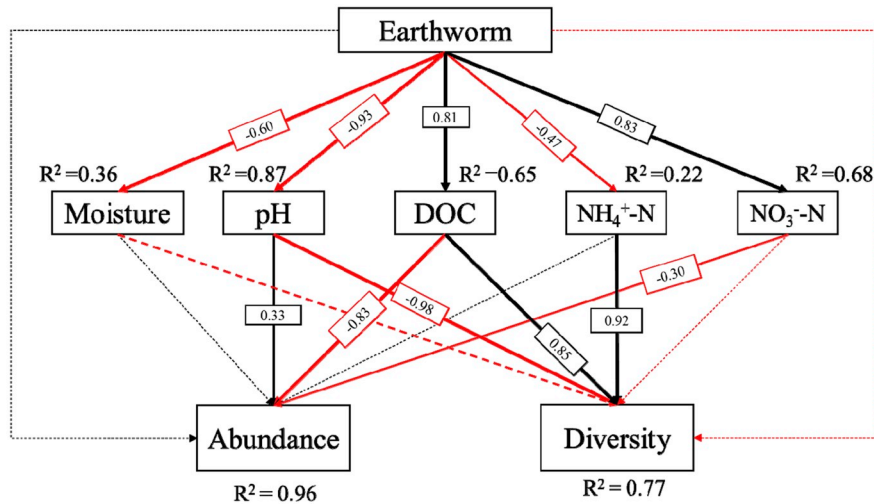 Earthworm
-0.60
-0.93
0.81
-0.47
0.83
R²=0.36
R²=0.87
R²=0.65
R²=0.22
R²=0.68
Moisture
pH
DOC
NH₄⁺-N
NO₃⁻-N
-0.30
0.33
-0.83
-0.98
0.92
0.85
Abundance
Diversity
R²=0.96
R²=0.77